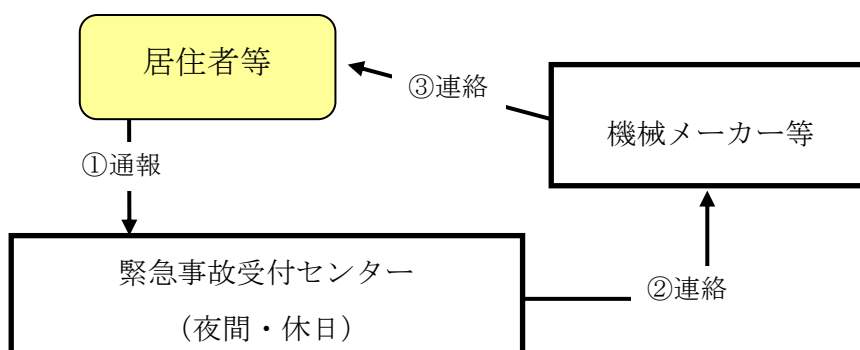 居住者等
③連絡
機械メーカー等
①通報
緊急事故受付センター
(夜間・休日)
②連絡